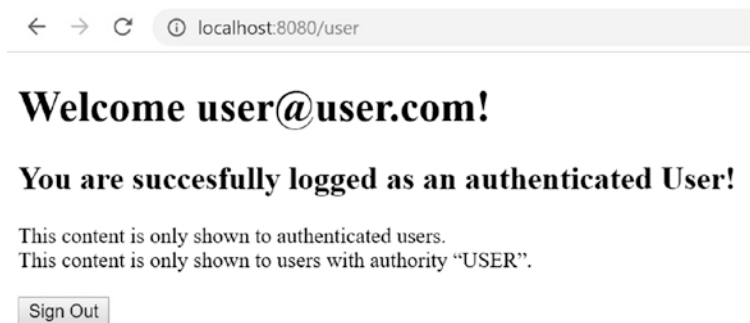 localhost:8080/user
Welcome user@user.com!
You are succesfully logged as an authenticated User!
This content is only shown to authenticated users.
This content is only shown to users with authority “USER”.
Sign Out